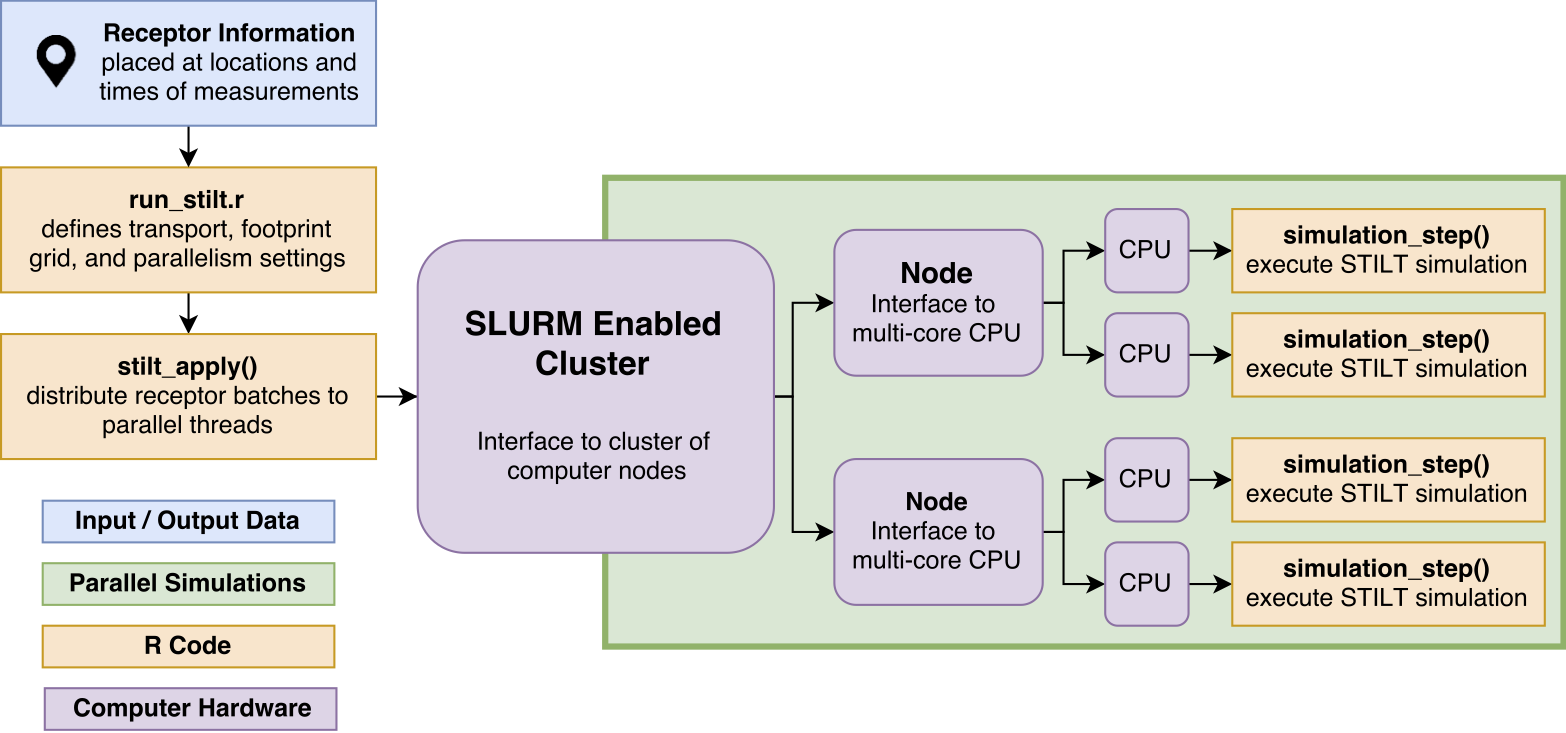 Receptor Information
placed at locations and
times of measurements
run_stilt.r
defines transport, footprint
grid, and parallelism settings
stilt_apply()
distribute receptor batches to
parallel threads
SLURM Enabled
Cluster
Interface to cluster of
computer nodes
Node
Interface to
multi-core CPU
CPU
simulation_step()
execute STILT simulation
CPU
simulation_step()
execute STILT simulation
Node
Interface to
multi-core CPU
CPU
simulation_step()
execute STILT simulation
CPU
simulation_step()
execute STILT simulation
Input / Output Data
Parallel Simulations
R Code
Computer Hardware